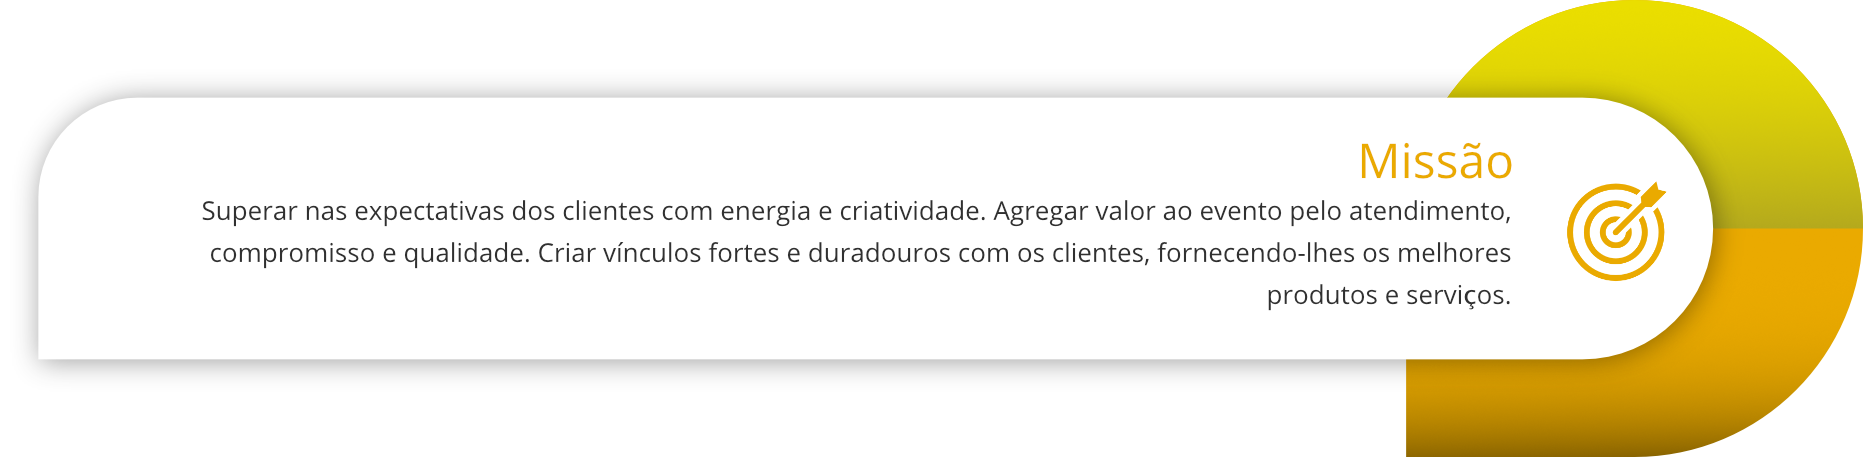 Missão
Superar nas expectativas dos clientes com energia e criatividade. Agregar valor ao evento pelo atendimento,
compromisso e qualidade. Criar vínculos fortes e duradouros com os clientes, fornecendo-lhes os melhores
produtos e serviços.